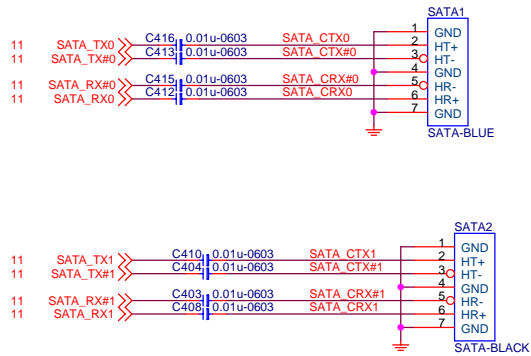 SATA1
11 SATA_TX0 C416 0.01u-0603 SATA_CTX0 1 GND
11 SATA_TX#0 C413 0.01u-0603 SATA_CTX#0 2 HT+
3 HT-
4 GND
11 SATA_RX#0 C415 0.01u-0603 SATA_CRX#0 5 HR-
11 SATA_RX0 C412 0.01u-0603 SATA_CRX0 6 HR+
7 GND
SATA-BLUE
SATA2
1 GND
11 SATA_TX1 C410 0.01u-0603 SATA_CTX1 2 HT+
11 SATA_TX#1 C404 0.01u-0603 SATA_CTX#1 3 HT-
4 GND
11 SATA_RX#1 C403 0.01u-0603 SATA_CRX#1 5 HR-
11 SATA_RX1 C408 0.01u-0603 SATA_CRX1 6 HR+
7 GND
SATA-BLACK